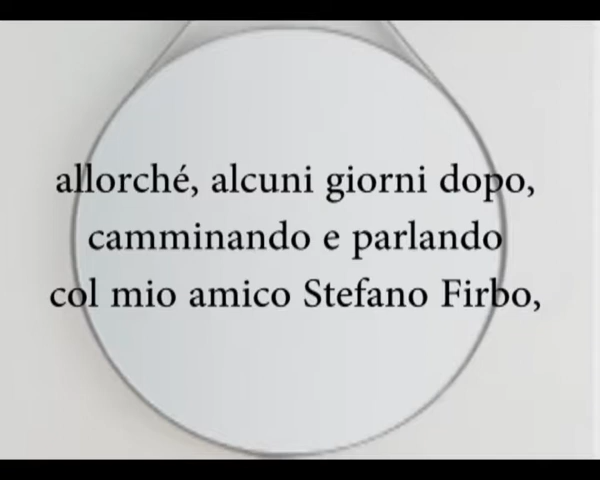 allorché, alcuni giorni dopo,
camminando e parlando
col mio amico Stefano Firbo,